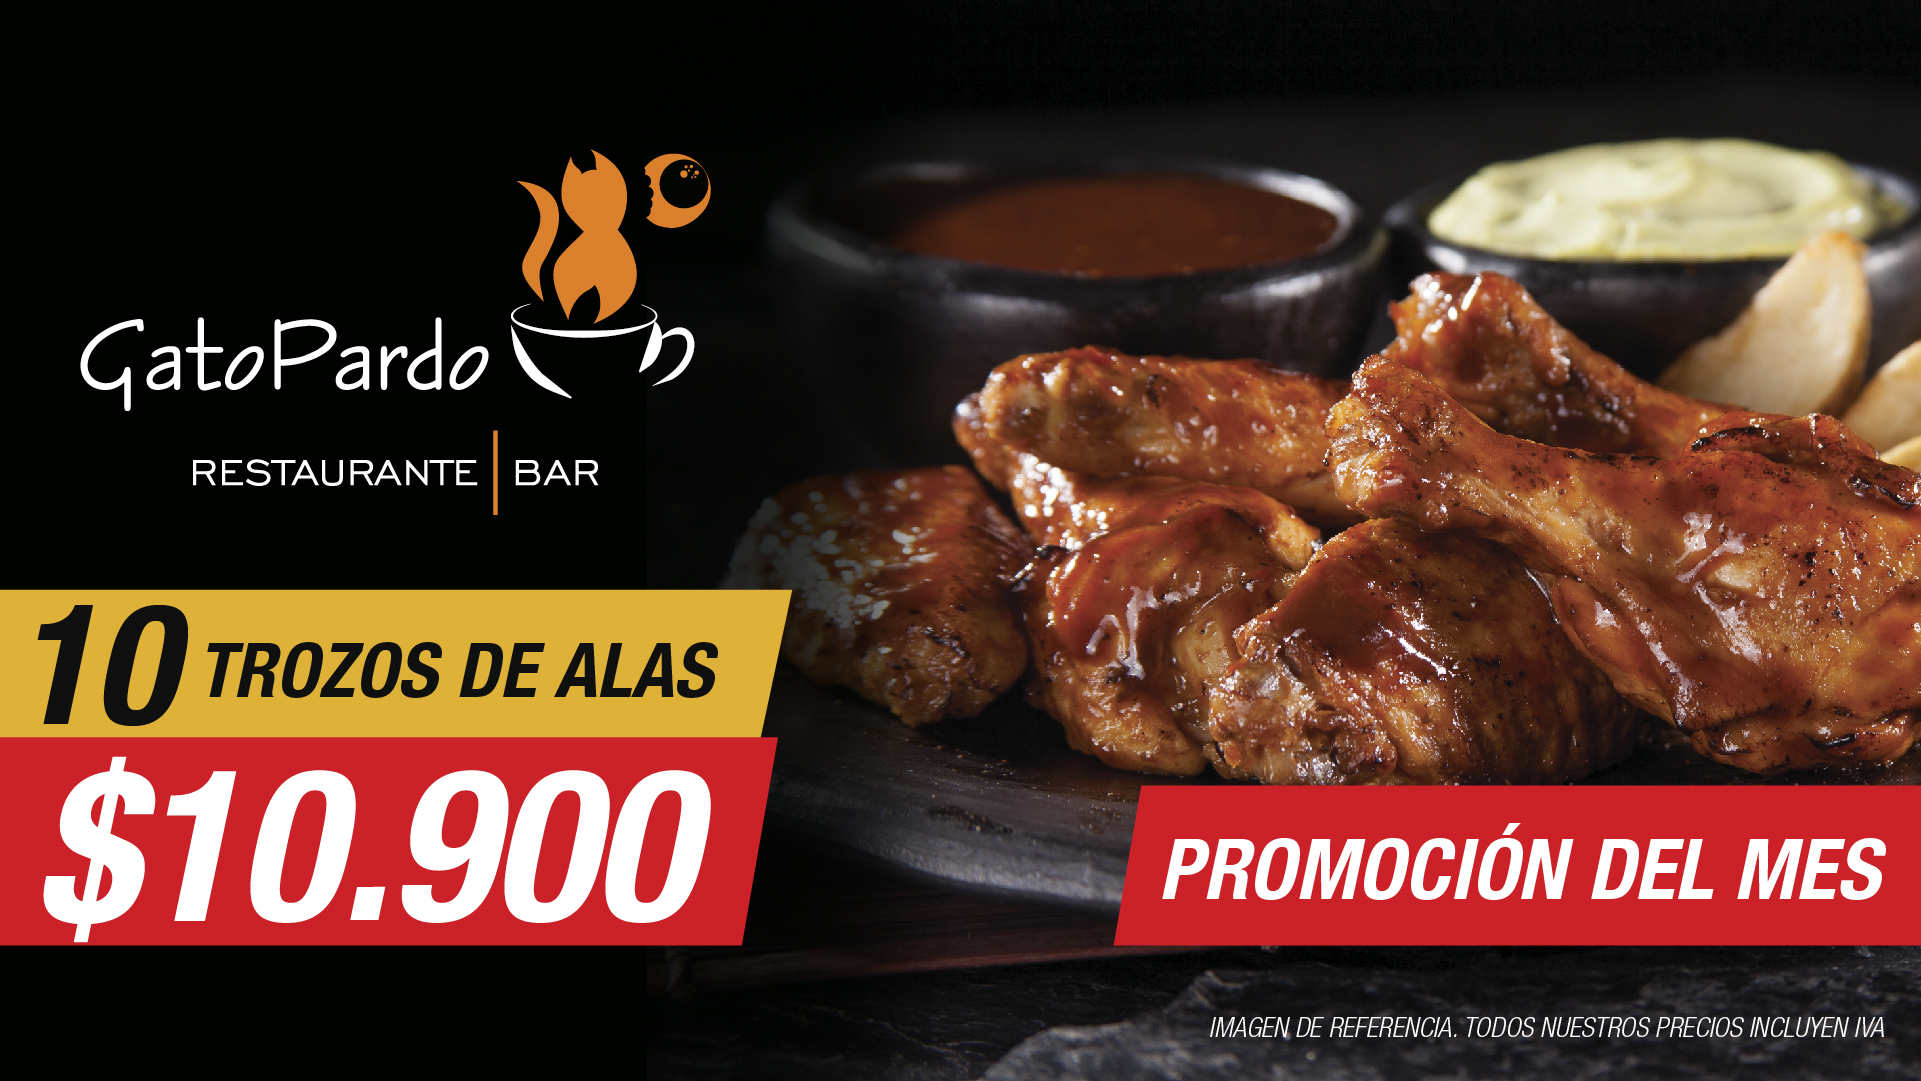 GatoPardo
RESTAURANTE | BAR
10 TROZOS DE ALAS
$10.900
PROMOCIÓN DEL MES
IMAGEN DE REFERENCIA. TODOS NUESTROS PRECIOS INCLUYEN IVA